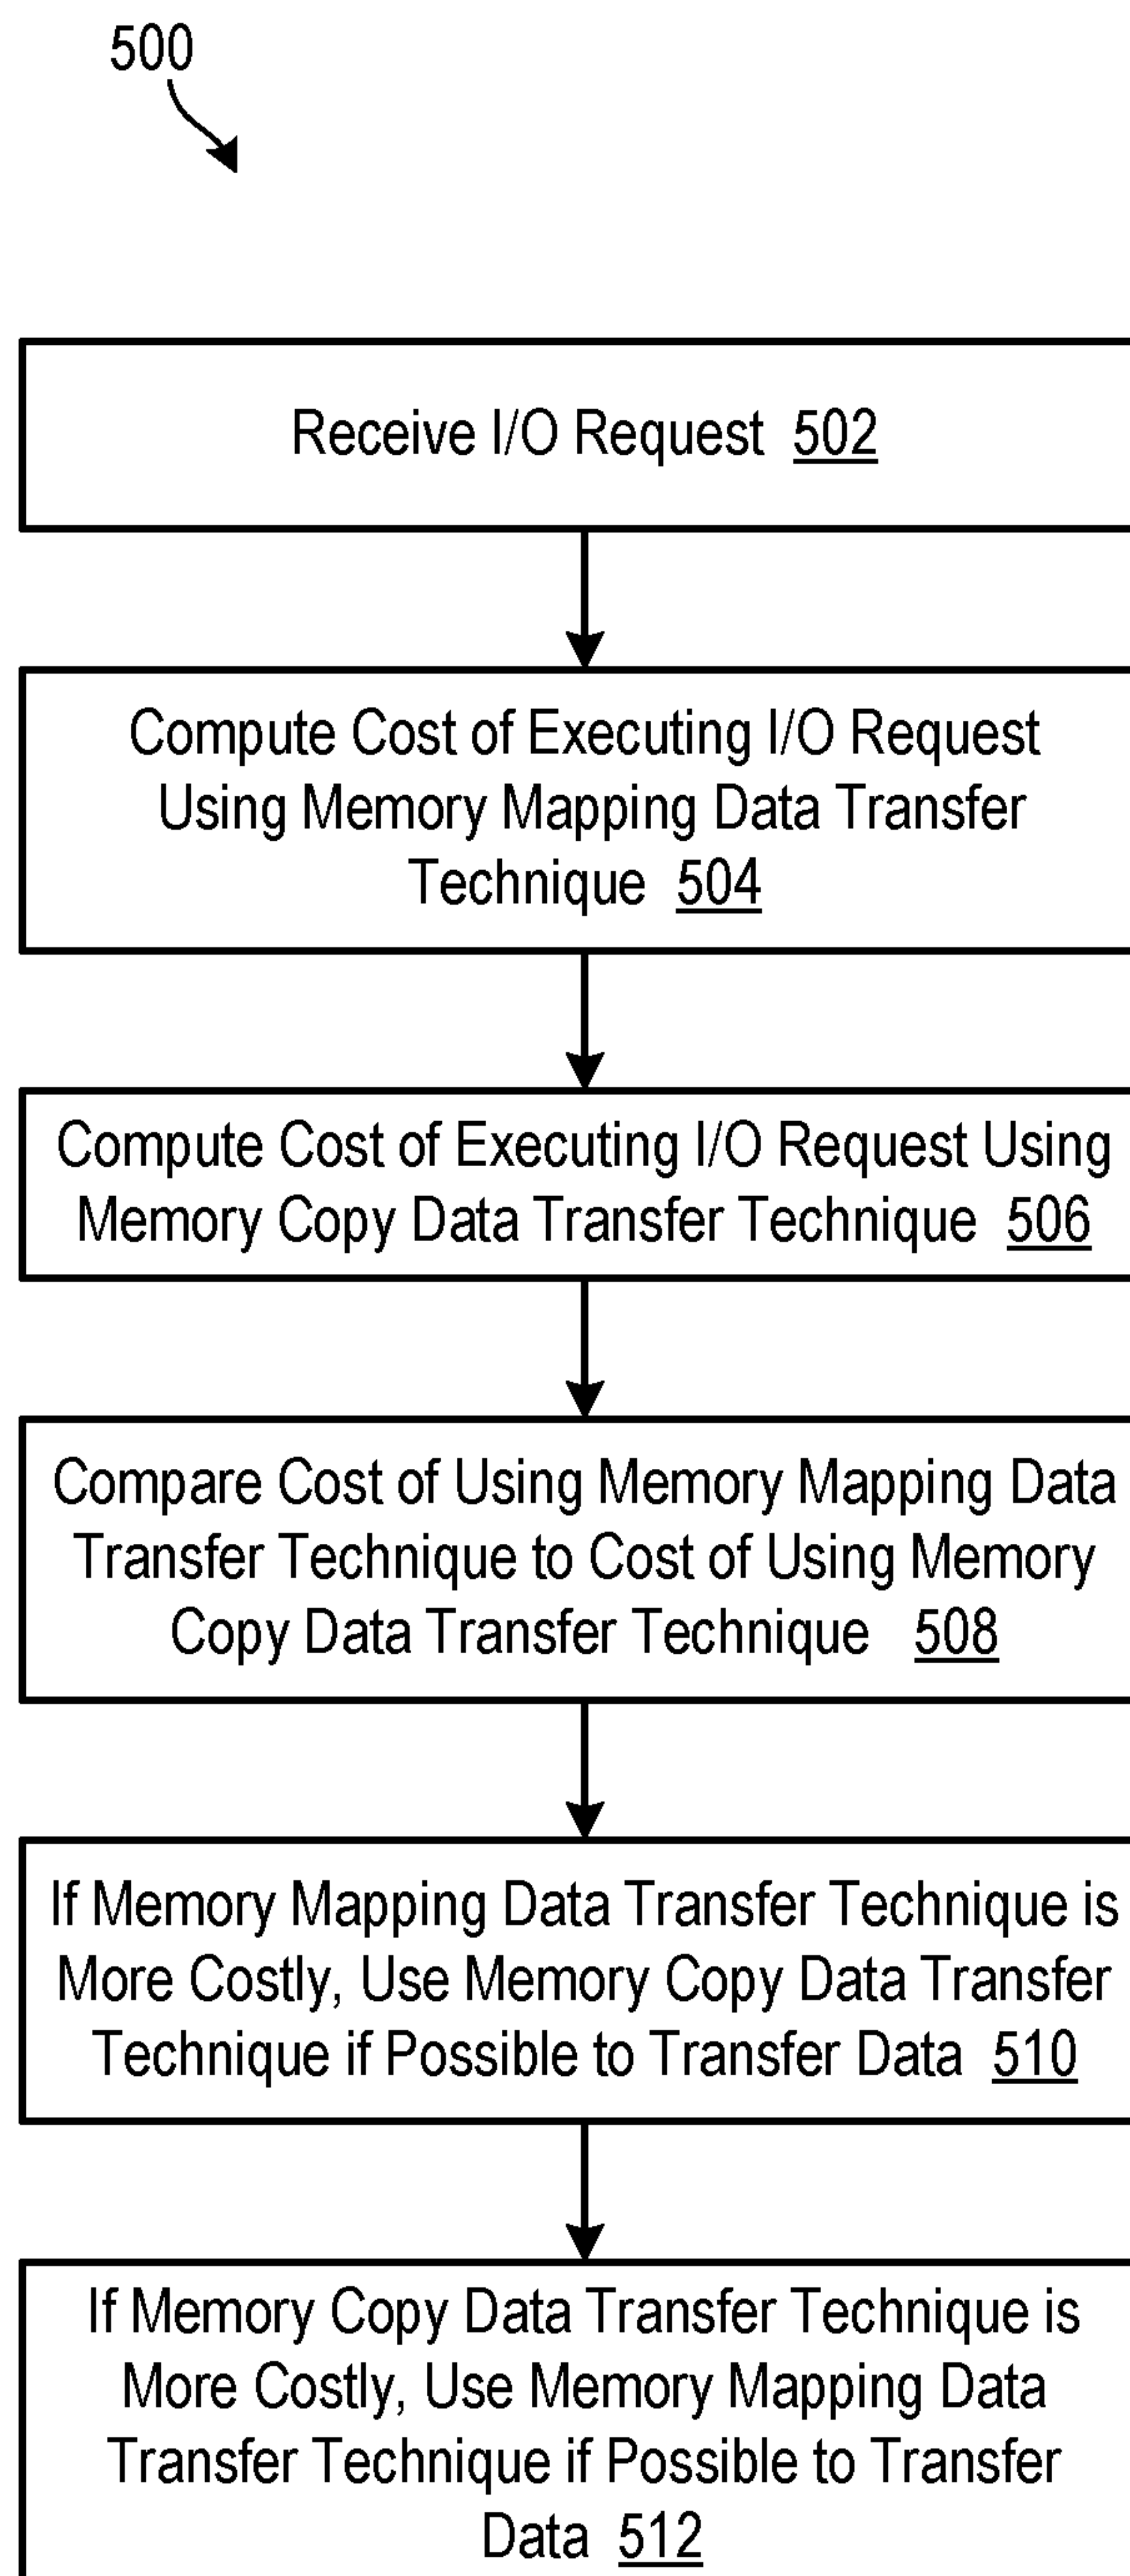 500
Receive I/O Request 502
Compute Cost of Executing I/O Request
Using Memory Mapping Data Transfer
Technique 504
Compute Cost of Executing I/O Request Using
Memory Copy Data Transfer Technique 506
Compare Cost of Using Memory Mapping Data
Transfer Technique to Cost of Using Memory
Copy Data Transfer Technique 508
If Memory Mapping Data Transfer Technique is
More Costly, Use Memory Copy Data Transfer
Technique if Possible to Transfer Data 510
If Memory Copy Data Transfer Technique is
More Costly, Use Memory Mapping Data
Transfer Technique if Possible to Transfer
Data 512